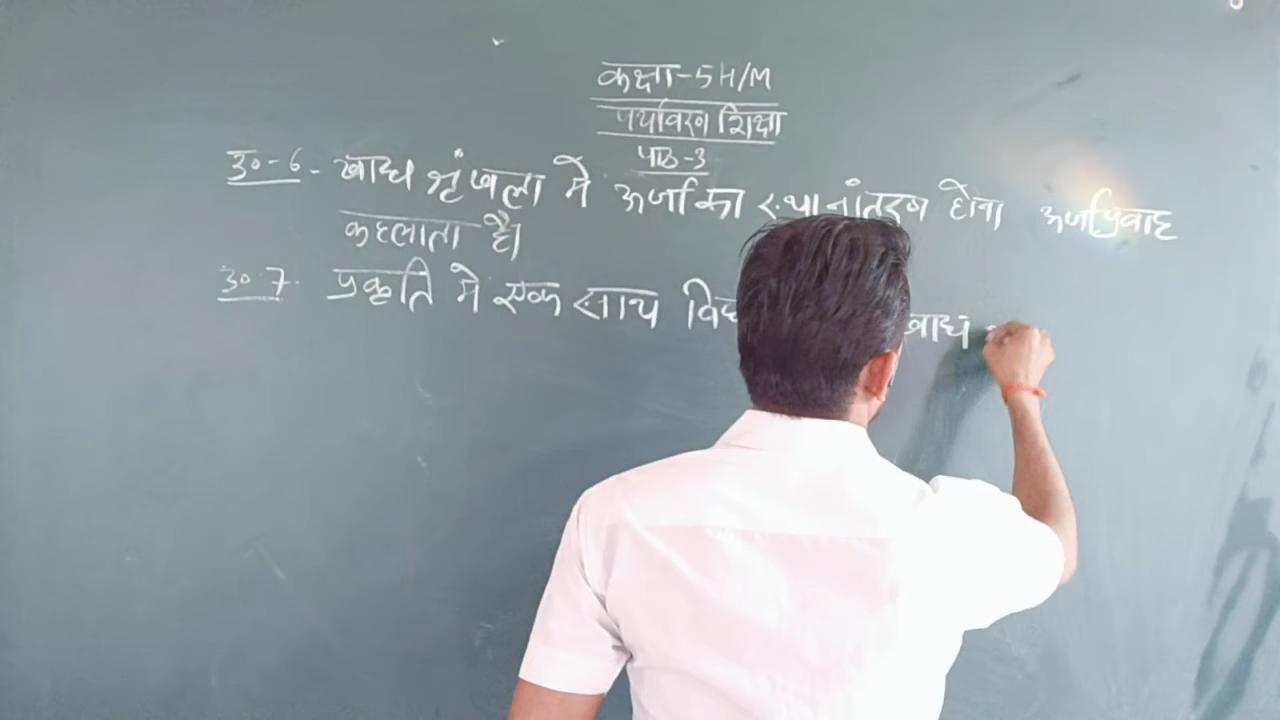 कक्षा-5 H/M
पर्यावरण शिक्षा
पाठ-3
उ०-6. खाद्य श्रृंखला में ऊर्जा का स्थानांतरण होना ऊर्जा प्रवाह
कहलाता है।
उ०7. प्रकृति में एक साथ खाद्य